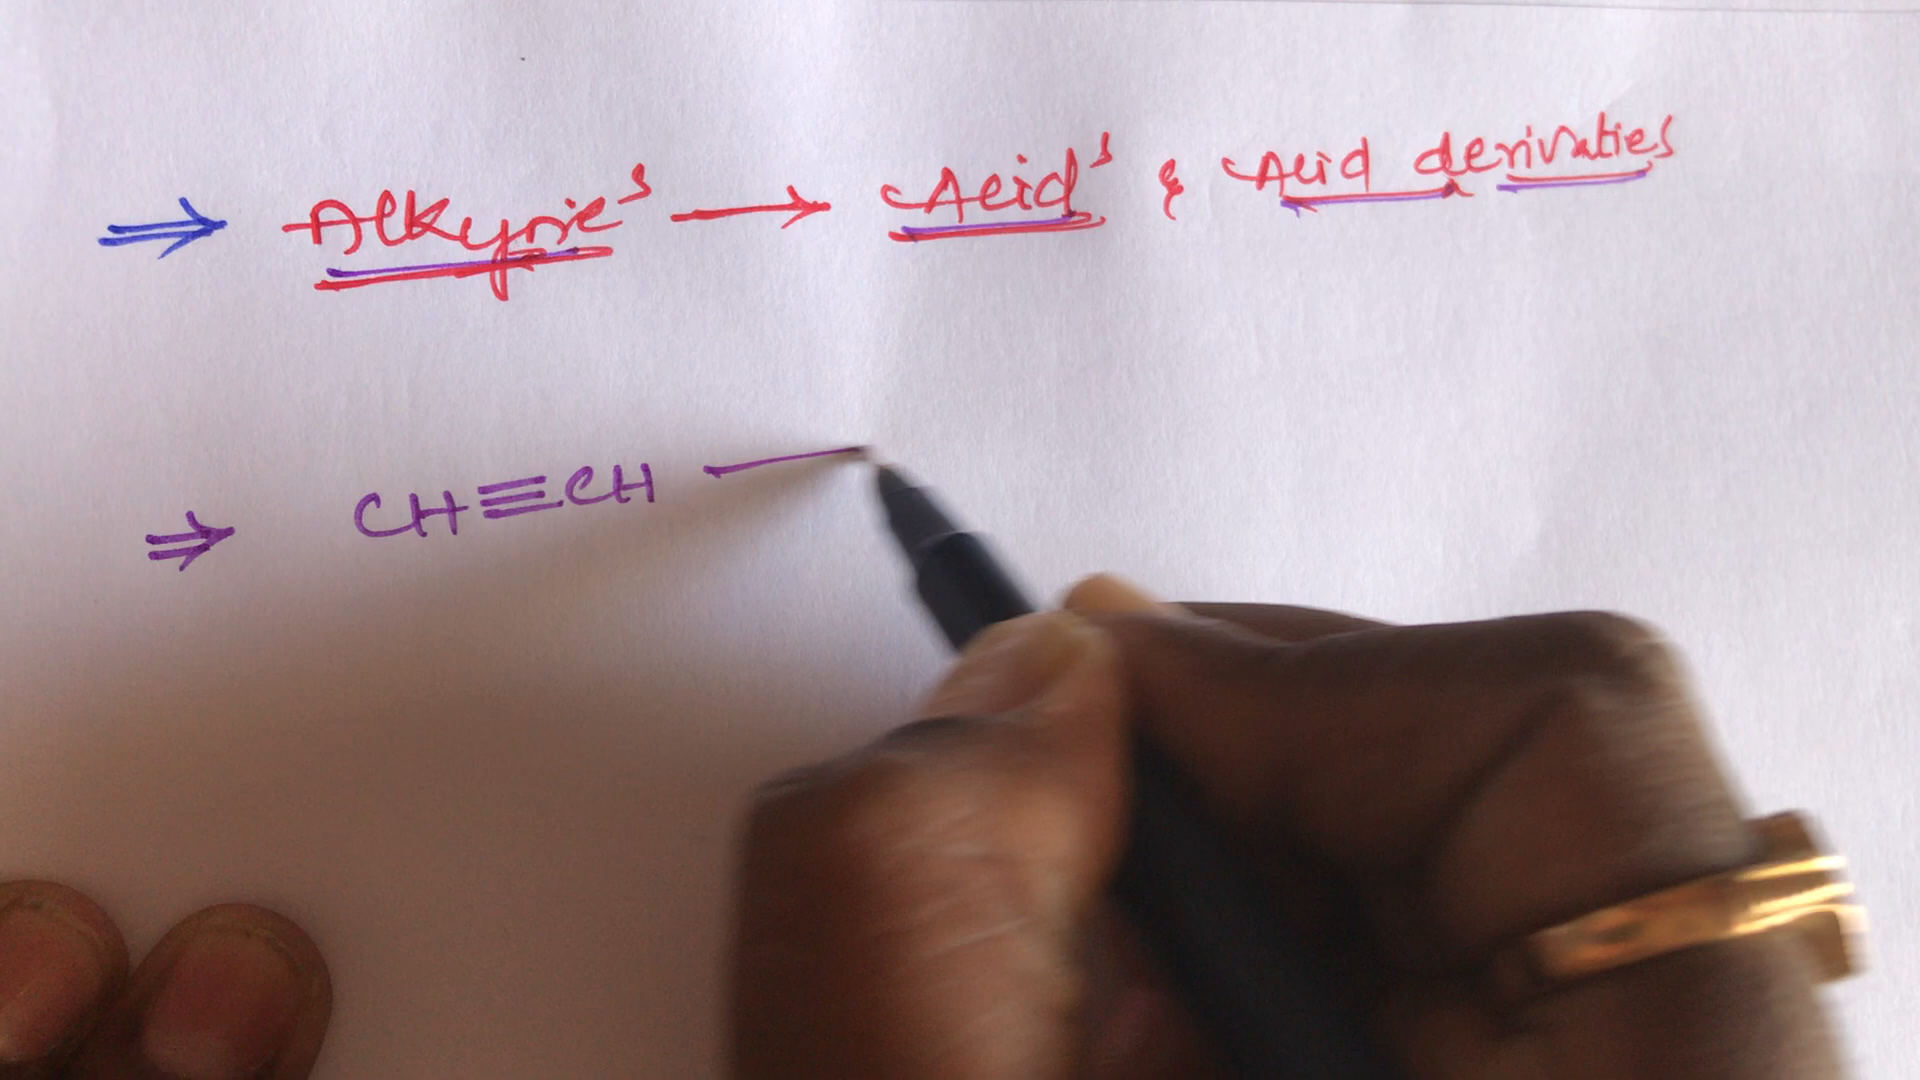 ⇒ Alkyne's → Acid's & Acid derivaties
⇒ CH≡CH —